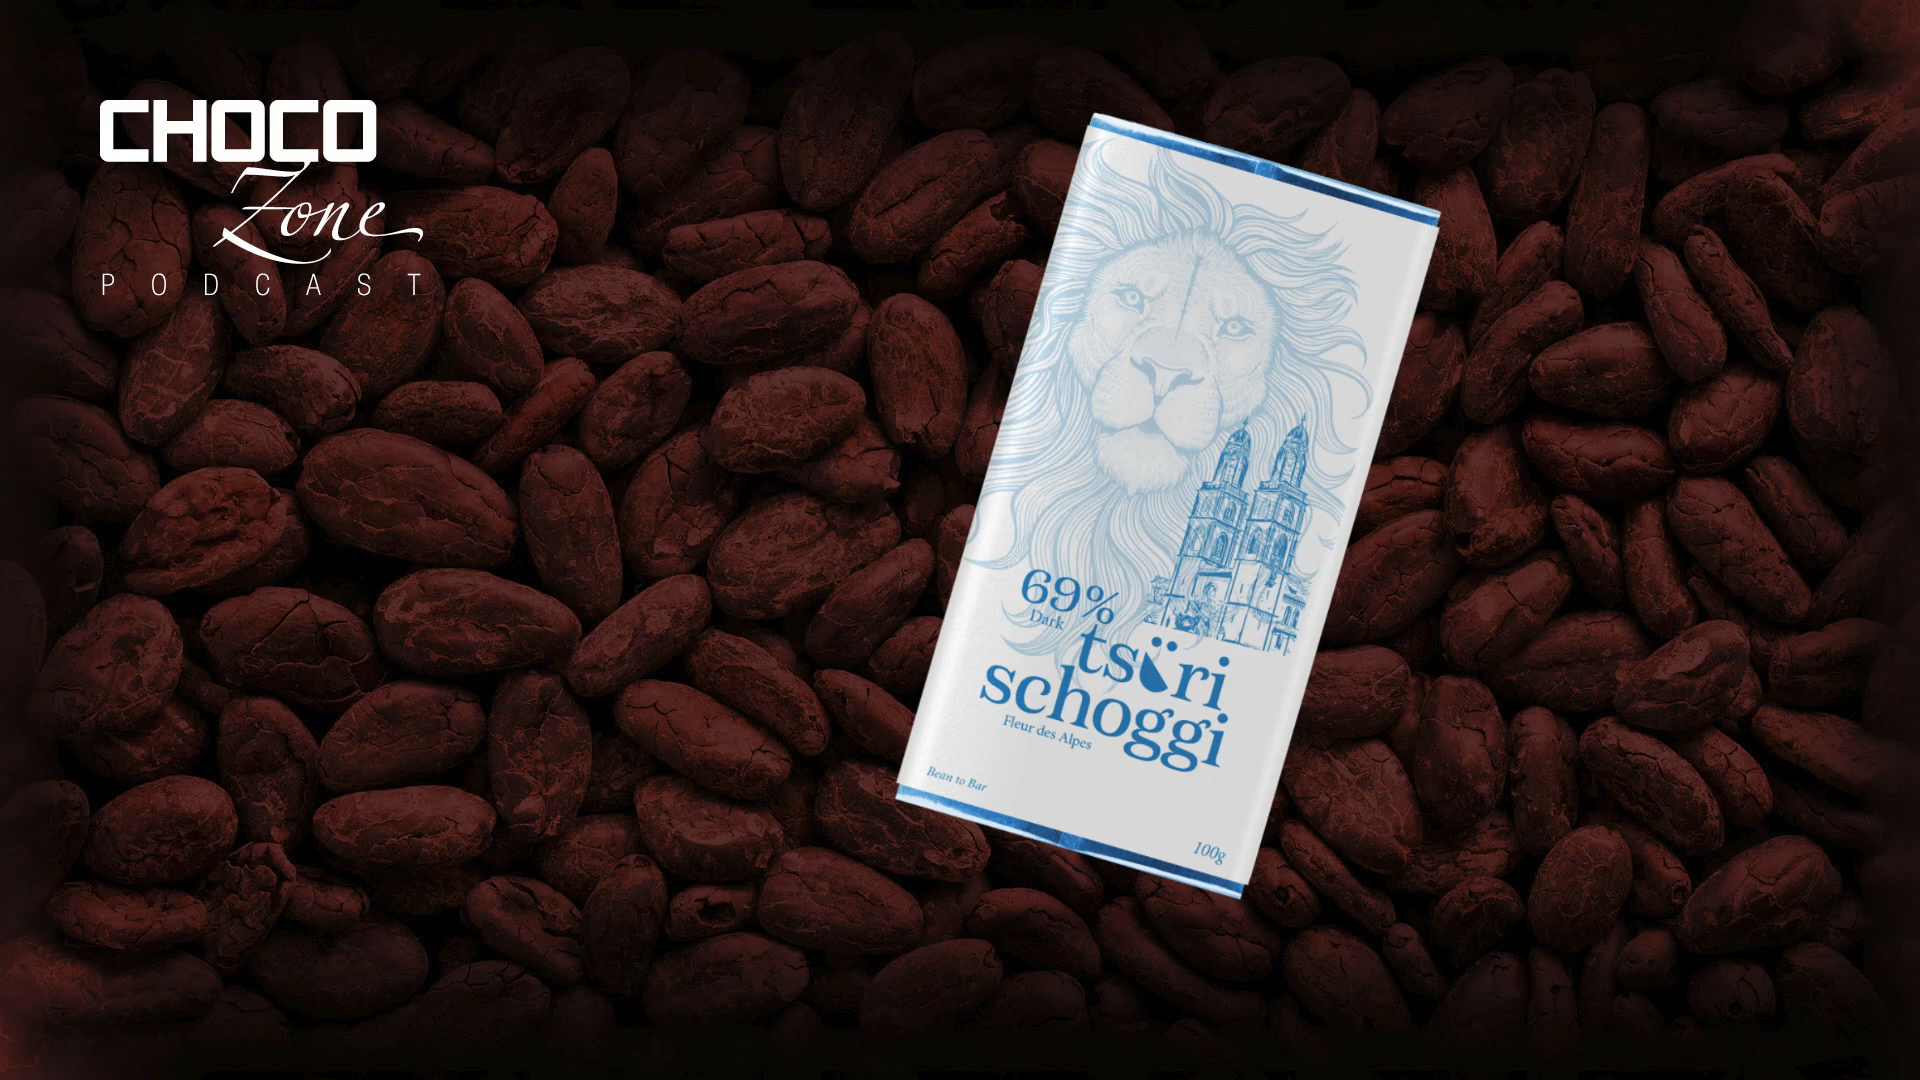 CHOCO
Zone
PODCAST
69%
Dark
tsüri
schoggi
Fleur des Alpes
Bean to Bar
100g